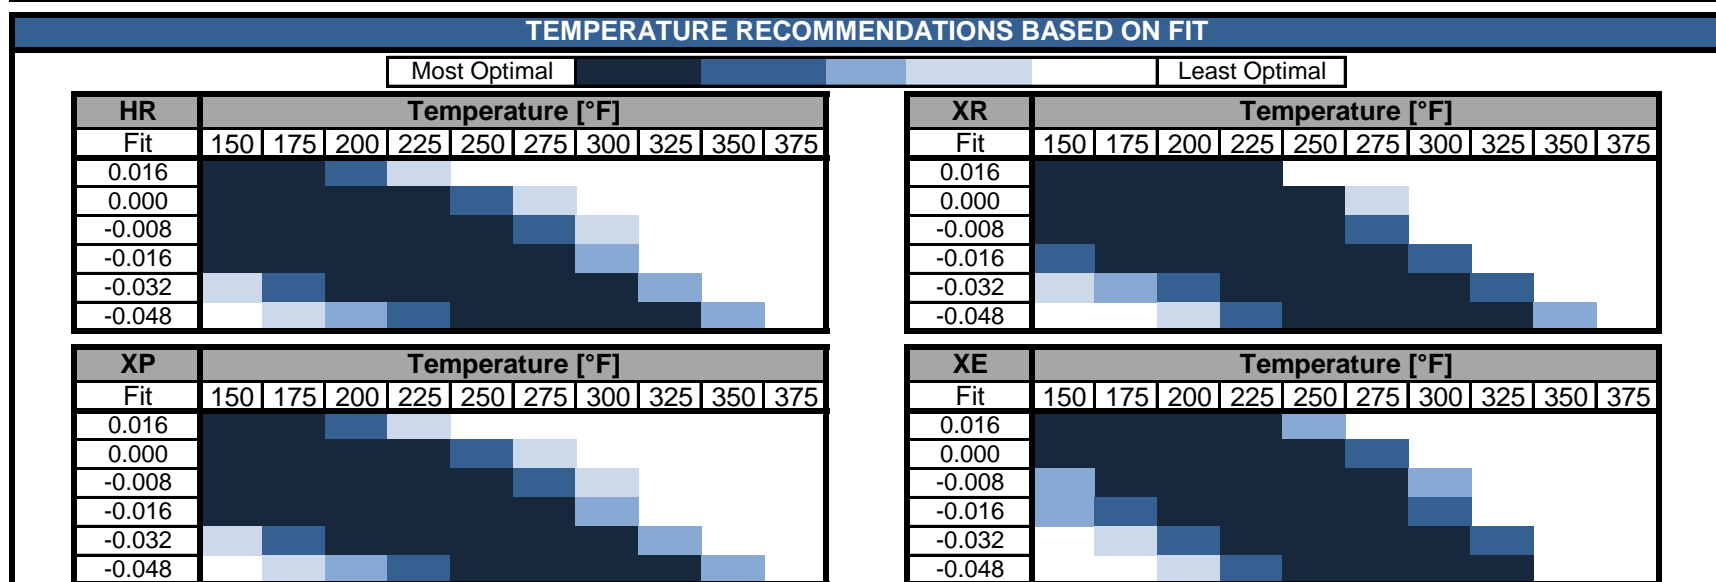 TEMPERATURE RECOMMENDATIONS BASED ON FIT
Most Optimal Least Optimal
HR Temperature [°F]
Fit 150 175 200 225 250 275 300 325 350 375
0.016
0.000
-0.008
-0.016
-0.032
-0.048
XR Temperature [°F]
Fit 150 175 200 225 250 275 300 325 350 375
0.016
0.000
-0.008
-0.016
-0.032
-0.048
XP Temperature [°F]
Fit 150 175 200 225 250 275 300 325 350 375
0.016
0.000
-0.008
-0.016
-0.032
-0.048
XE Temperature [°F]
Fit 150 175 200 225 250 275 300 325 350 375
0.016
0.000
-0.008
-0.016
-0.032
-0.048